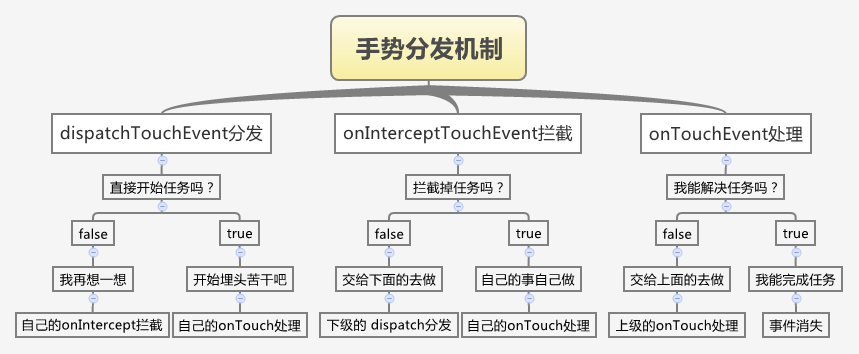 手势分发机制
dispatchTouchEvent分发
onInterceptTouchEvent拦截
onTouchEvent处理
直接开始任务吗？
拦截掉任务吗？
我能解决任务吗？
false
true
false
true
false
true
我再想一想
开始埋头苦干吧
交给下面的去做
自己的事自己做
交给上面的去做
我能完成任务
自己的onIntercept拦截
自己的onTouch处理
下级的 dispatch分发
自己的onTouch处理
上级的onTouch处理
事件消失